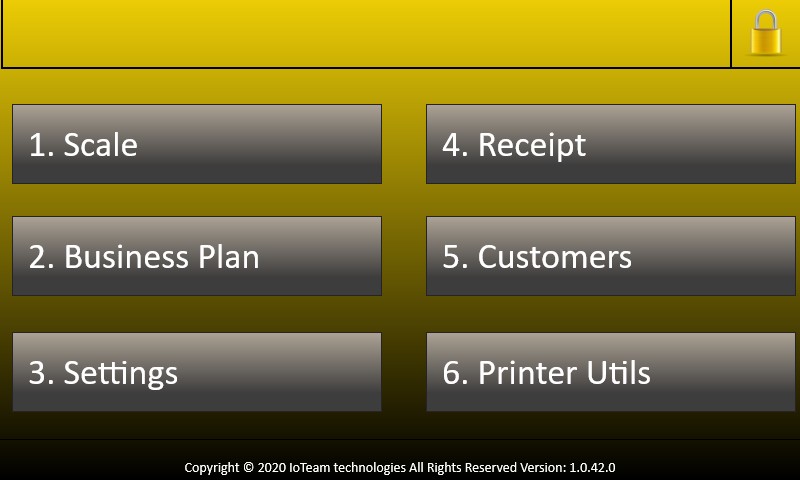 1. Scale
2. Business Plan
3. Settings
4. Receipt
5. Customers
6. Printer Utils
Copyright © 2020 IoTeam technologies All Rights Reserved Version: 1.0.42.0